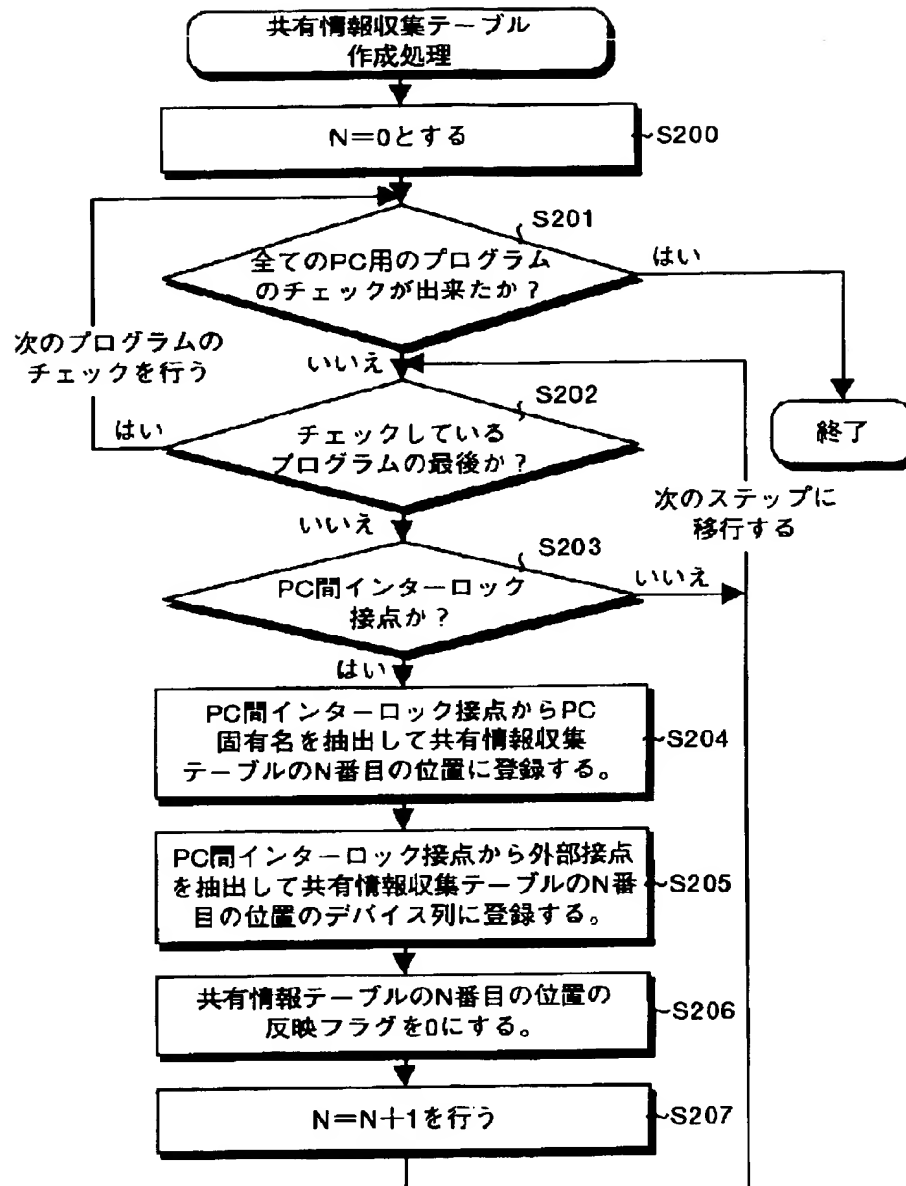 共有情報収集テーブル
作成処理
N=0とする
S200
S201
全てのPC用のプログラム
のチェックが出来たか？
はい
次のプログラムの
チェックを行う
いいえ
S202
はい
チェックしている
プログラムの最後か？
終了
次のステップに
移行する
いいえ
S203
PC間インターロック
接点か？
いいえ
はい
PC間インターロック接点からPC
固有名を抽出して共有情報収集
テーブルのN番目の位置に登録する。
S204
PC間インターロック接点から外部接点
を抽出して共有情報収集テーブルのN番
目の位置のデバイス列に登録する。
S205
共有情報テーブルのN番目の位置の
反映フラグを0にする。
S206
N=N+1を行う
S207